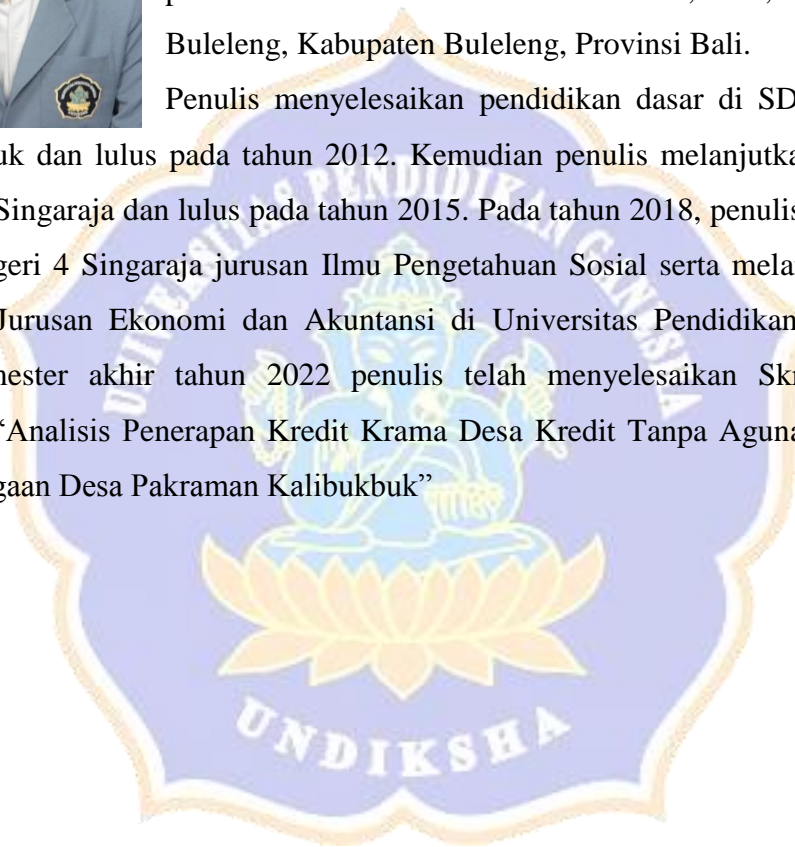 Buleleng, Kabupaten Buleleng, Provinsi Bali.
Penulis menyelesaikan pendidikan dasar di SD
uk dan lulus pada tahun 2012. Kemudian penulis melanjutka
Singaraja dan lulus pada tahun 2015. Pada tahun 2018, penulis
geri 4 Singaraja jurusan Ilmu Pengetahuan Sosial serta mela
Jurusan Ekonomi dan Akuntansi di Universitas Pendidikan
nester akhir tahun 2022 penulis telah menyelesaikan Sk
“Analisis Penerapan Kredit Krama Desa Kredit Tanpa Aguna
gaan Desa Pakraman Kalibukbuk”
UNIVERSITAS PENDIDIKAN GANESHA
UNDIKSHA